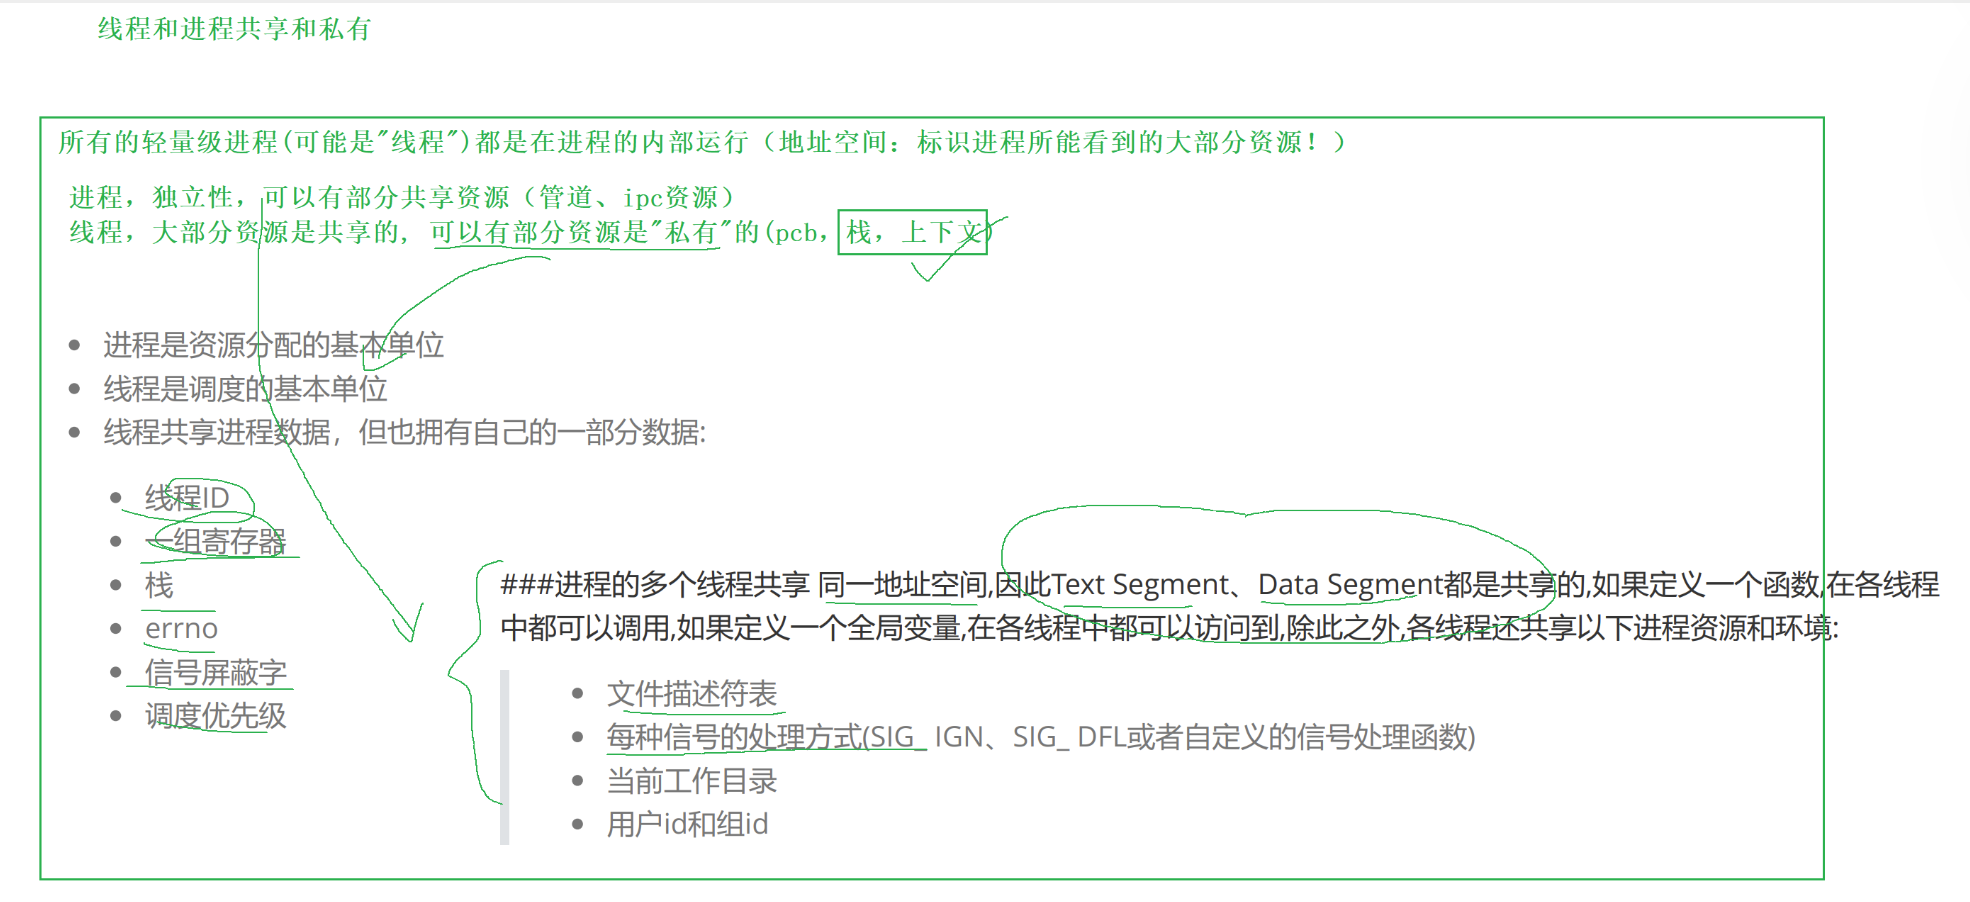 线程和进程共享和私有
所有的轻量级进程(可能是"线程")都是在进程的内部运行（地址空间：标识进程所能看到的大部分资源！）
进程，独立性，可以有部分共享资源（管道、ipc资源）
线程，大部分资源是共享的，可以有部分资源是"私有"的(pcb，栈，上下文)
进程是资源分配的基本单位
线程是调度的基本单位
线程共享进程数据，但也拥有自己的一部分数据:
线程ID
一组寄存器
栈
errno
信号屏蔽字
调度优先级
###进程的多个线程共享 同一地址空间,因此Text Segment、Data Segment都是共享的,如果定义一个函数,在各线程
中都可以调用,如果定义一个全局变量,在各线程中都可以访问到,除此之外,各线程还共享以下进程资源和环境:
文件描述符表
每种信号的处理方式(SIG_ IGN、SIG_ DFL或者自定义的信号处理函数)
当前工作目录
用户id和组id